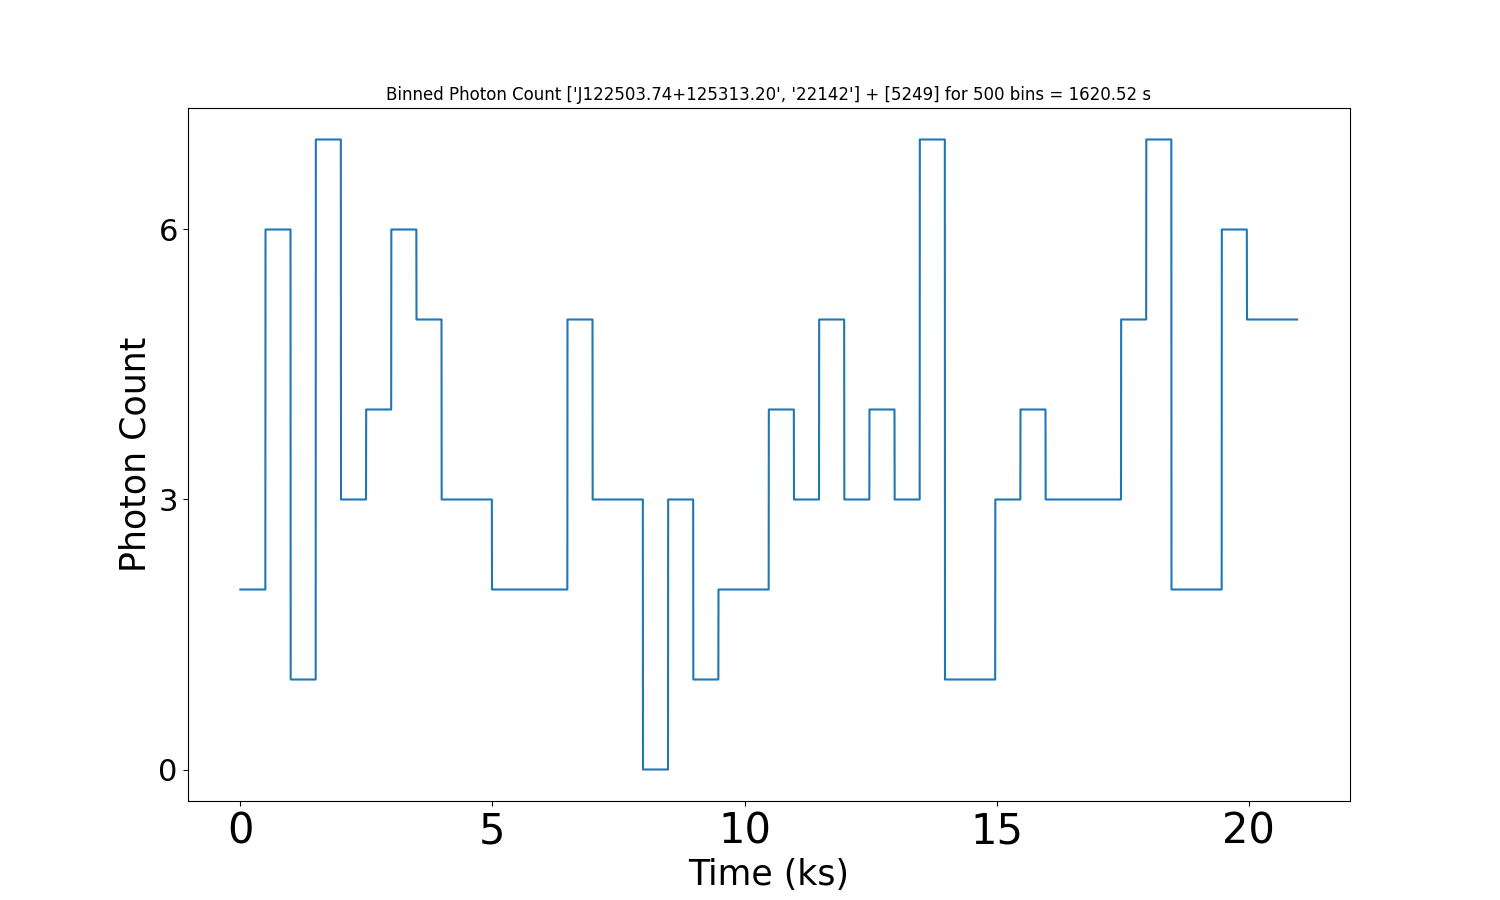 Binned Photon Count ['J122503.74+125313.20', '22142'] + [5249] for 500 bins = 1620.52 s
Photon Count
6
3
0
0 5 10 15 20
Time (ks)